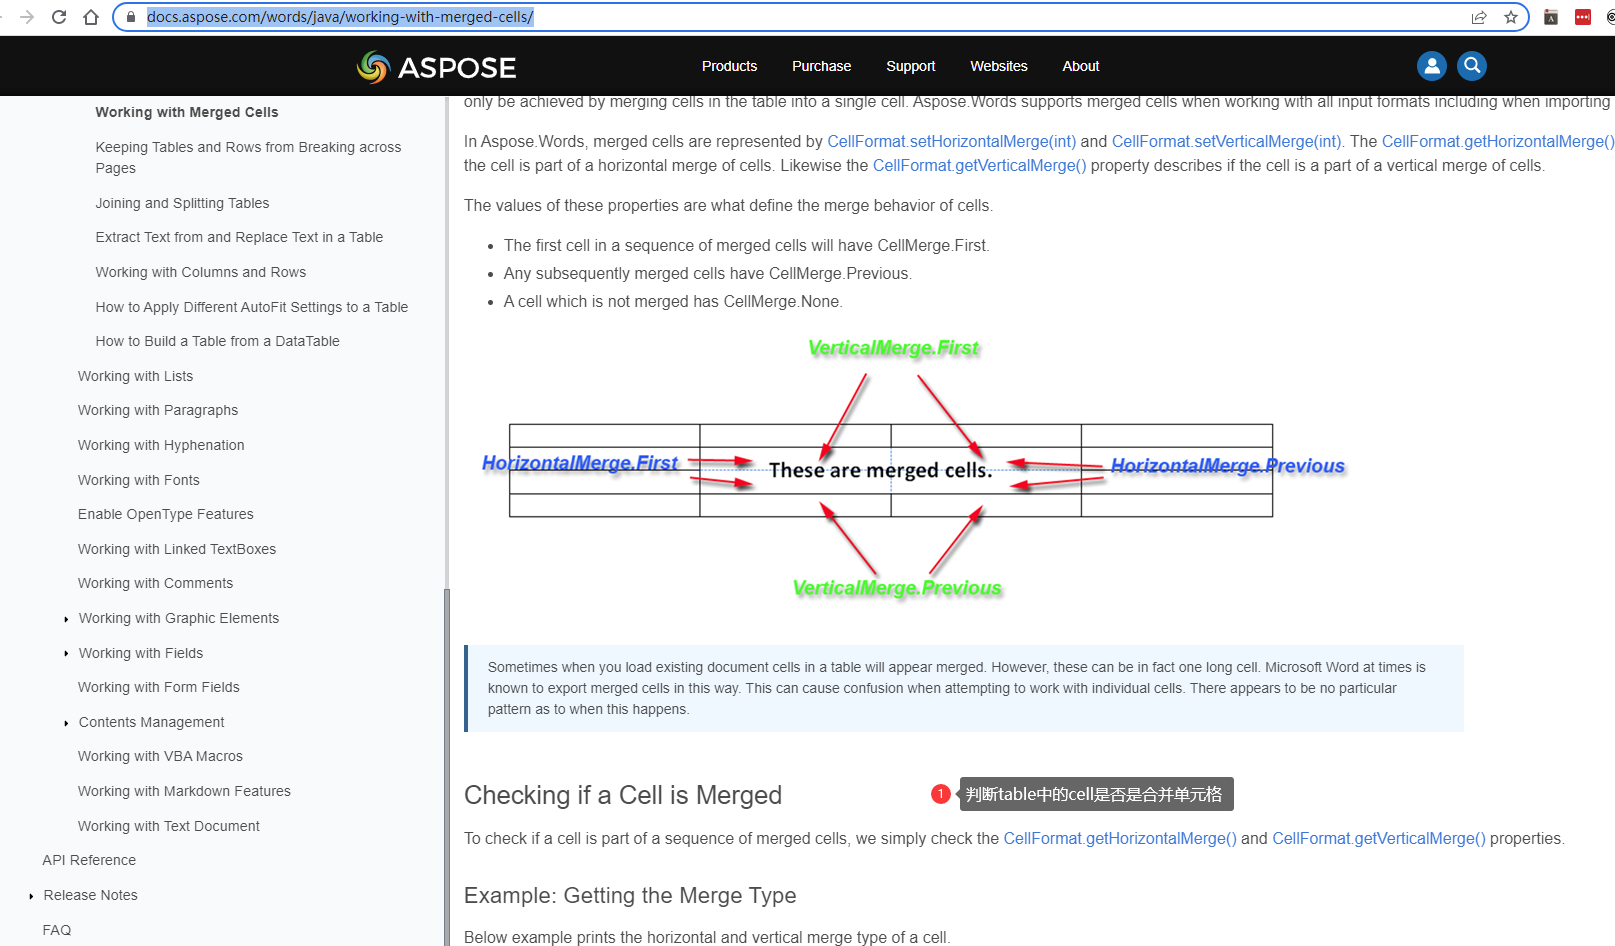 docs.aspose.com/words/java/working-with-merged-cells/
ASPOSE
Products
Purchase
Support
Websites
About
Working with Merged Cells
Keeping Tables and Rows from Breaking across
Pages
Joining and Splitting Tables
Extract Text from and Replace Text in a Table
Working with Columns and Rows
How to Apply Different AutoFit Settings to a Table
How to Build a Table from a DataTable
Working with Lists
Working with Paragraphs
Working with Hyphenation
Working with Fonts
Enable OpenType Features
Working with Linked TextBoxes
Working with Comments
Working with Graphic Elements
Working with Fields
Working with Form Fields
Contents Management
Working with VBA Macros
Working with Markdown Features
Working with Text Document
API Reference
Release Notes
FAQ
only be achieved by merging cells in the table into a single cell. Aspose.Words supports merged cells when working with all input formats including when importing
In Aspose.Words, merged cells are represented by CellFormat.setHorizontalMerge(int) and CellFormat.setVerticalMerge(int). The CellFormat.getHorizontalMerge()
the cell is part of a horizontal merge of cells. Likewise the CellFormat.getVerticalMerge() property describes if the cell is a part of a vertical merge of cells.
The values of these properties are what define the merge behavior of cells.
• The first cell in a sequence of merged cells will have CellMerge.First.
• Any subsequently merged cells have CellMerge.Previous.
• A cell which is not merged has CellMerge.None.
VerticalMerge.First
HorizontalMerge.First
These are merged cells.
HorizontalMerge.Previous
VerticalMerge.Previous
Sometimes when you load existing document cells in a table will appear merged. However, these can be in fact one long cell. Microsoft Word at times is
known to export merged cells in this way. This can cause confusion when attempting to work with individual cells. There appears to be no particular
pattern as to when this happens.
Checking if a Cell is Merged
1
判断table中的cell是否是合并单元格
To check if a cell is part of a sequence of merged cells, we simply check the CellFormat.getHorizontalMerge() and CellFormat.getVerticalMerge() properties.
Example: Getting the Merge Type
Below example prints the horizontal and vertical merge type of a cell.